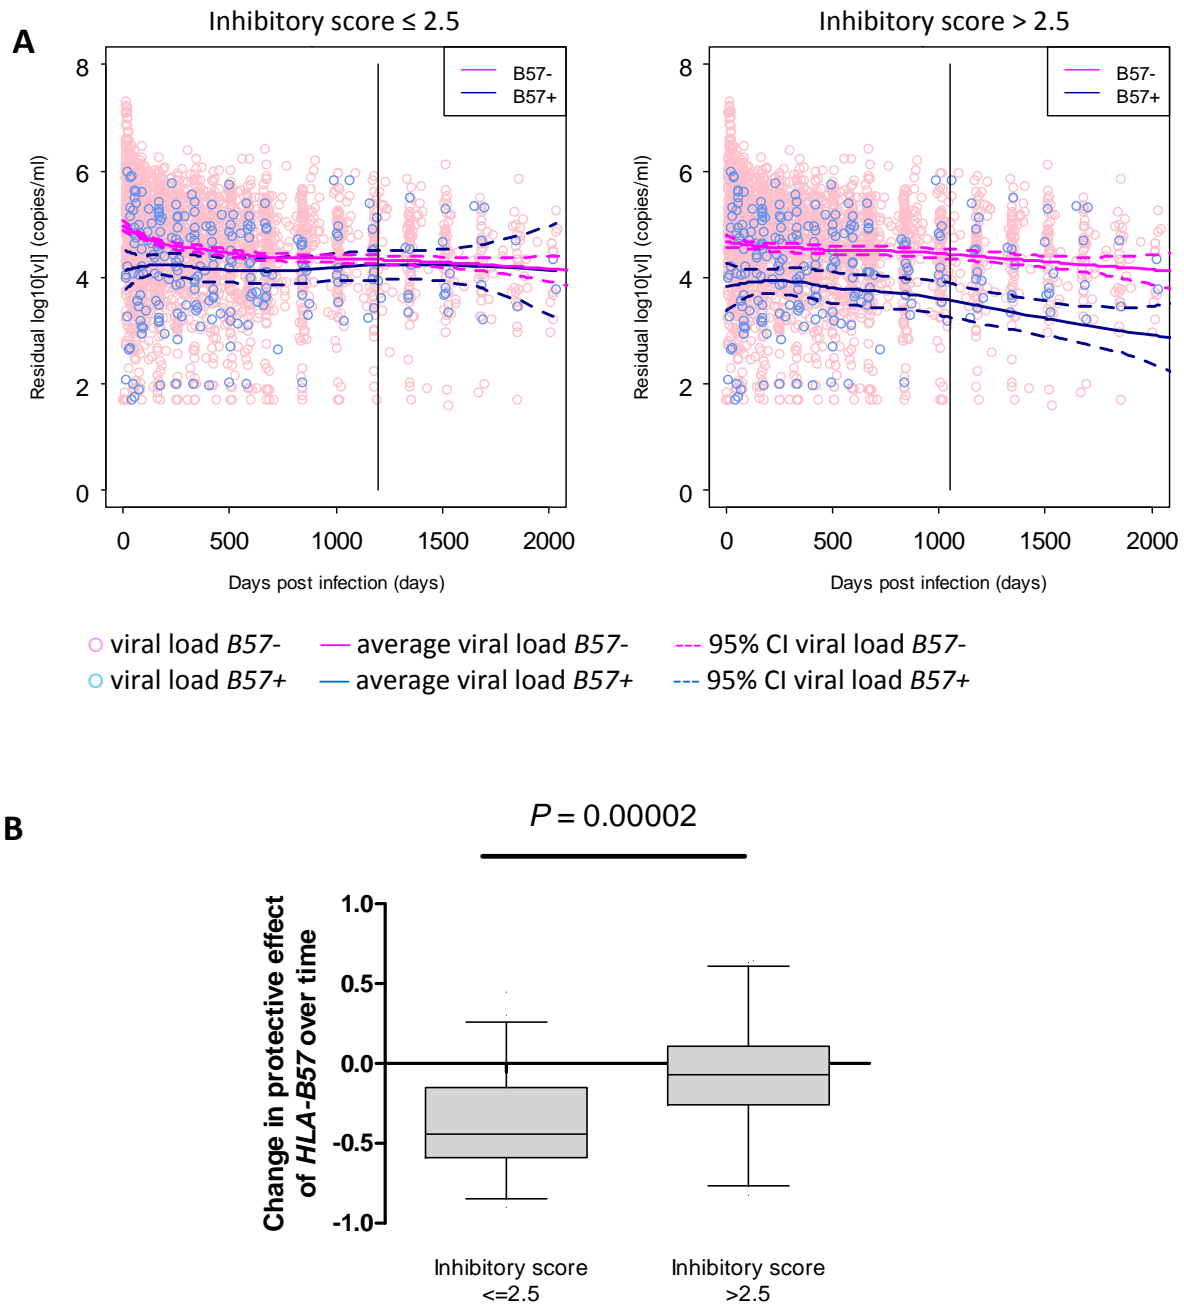 A
Inhibitory score ≤ 2.5
Inhibitory score > 2.5
B57-
B57+
B57-
B57+
8
6
4
2
0
Residual log10[vl] (copies/ml)
0 500 1000 1500 2000
Days post infection (days)
8
6
4
2
0
Residual log10[vl] (copies/ml)
0 500 1000 1500 2000
Days post infection (days)
viral load B57- average viral load B57- 95% CI viral load B57-
viral load B57+ average viral load B57+ 95% CI viral load B57+
B
P = 0.00002
Change in protective effect
of HLA-B57 over time
1.0
0.5
0.0
-0.5
-1.0
Inhibitory score
<=2.5
Inhibitory score
>2.5